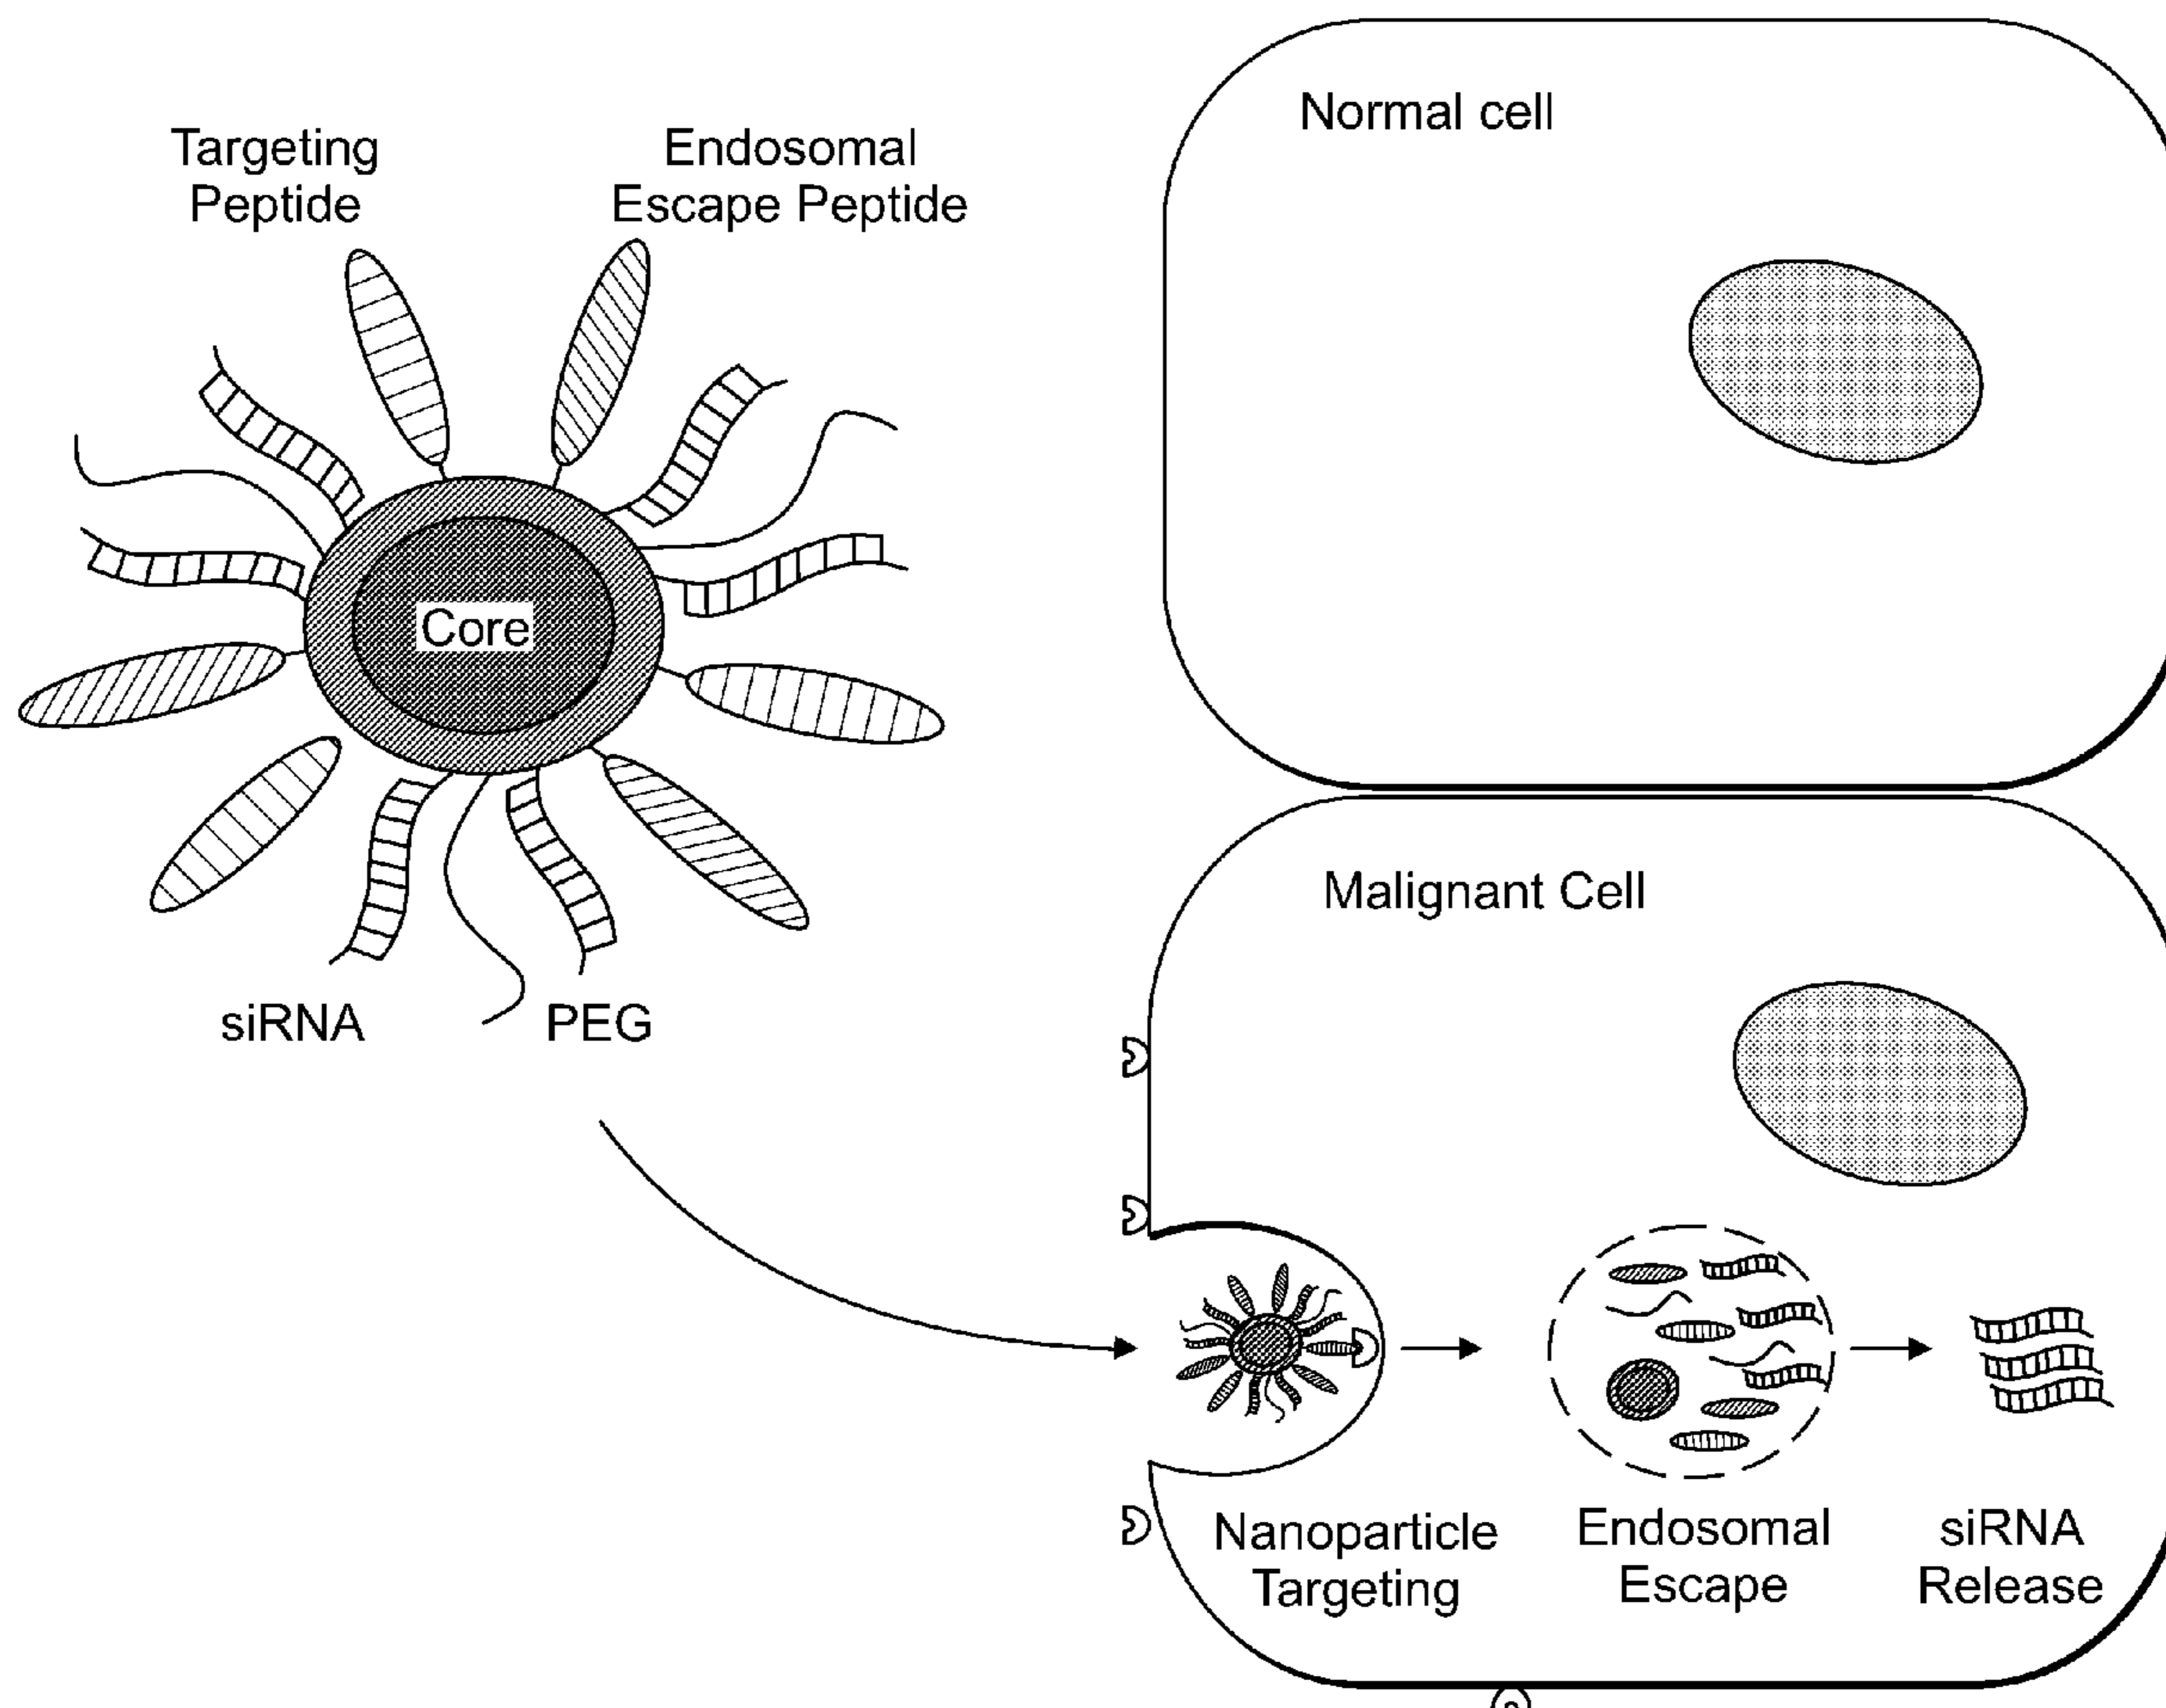 Targeting
Peptide
Endosomal
Escape Peptide
Normal cell
Core
Malignant Cell
siRNA
PEG
Nanoparticle
Targeting
Endosomal
Escape
siRNA
Release